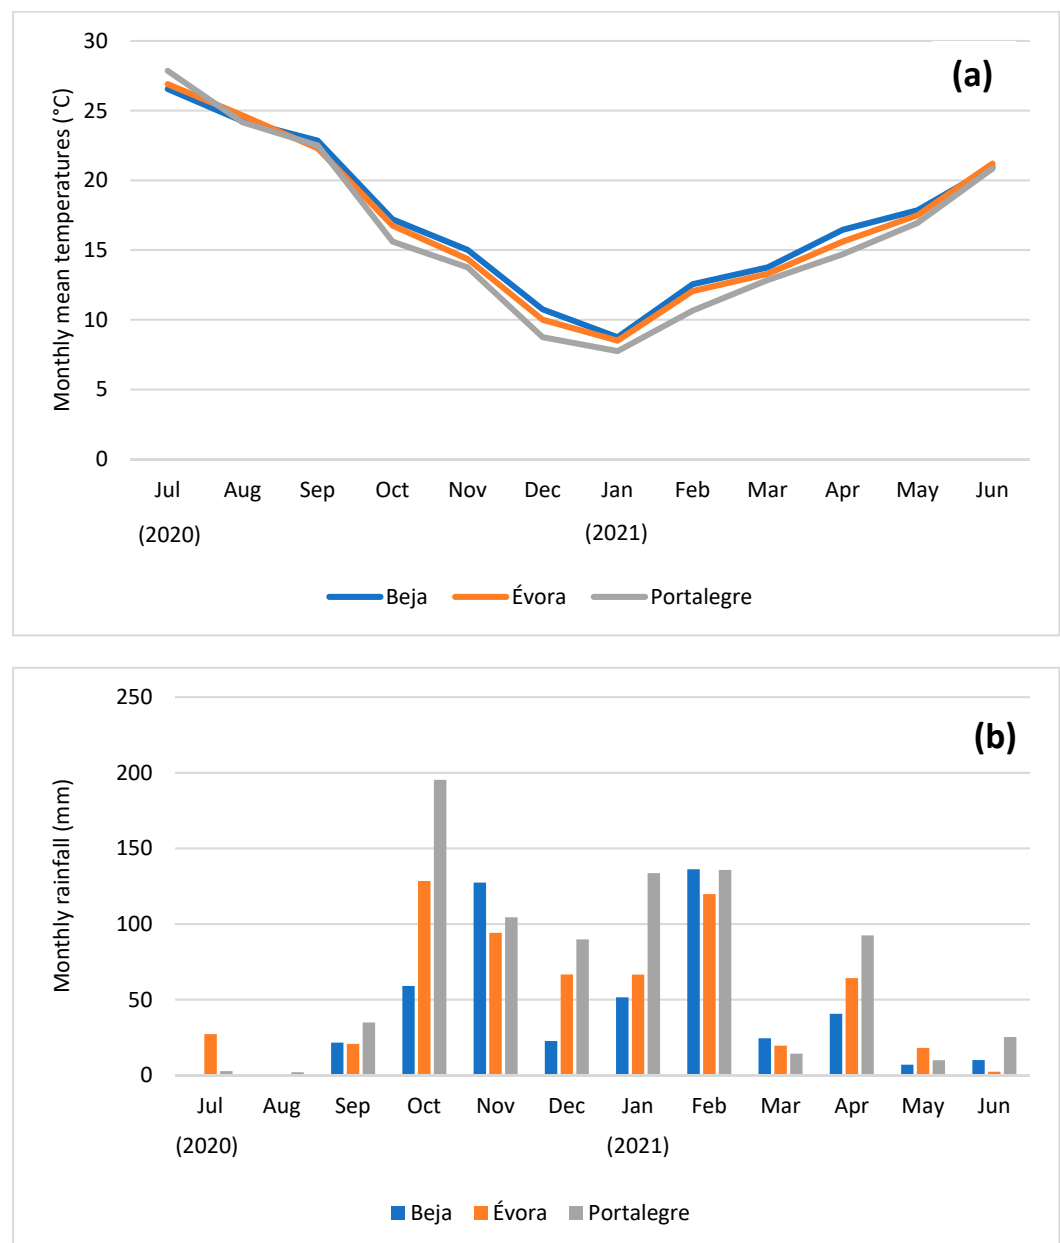 (a)
Monthly mean temperatures (°C)
30
25
20
15
10
5
0
Jul Aug Sep Oct Nov Dec Jan Feb Mar Apr May Jun
(2020) (2021)
Beja Évora Portalegre
(b)
Monthly rainfall (mm)
250
200
150
100
50
0
Jul Aug Sep Oct Nov Dec Jan Feb Mar Apr May Jun
(2020) (2021)
Beja Évora Portalegre